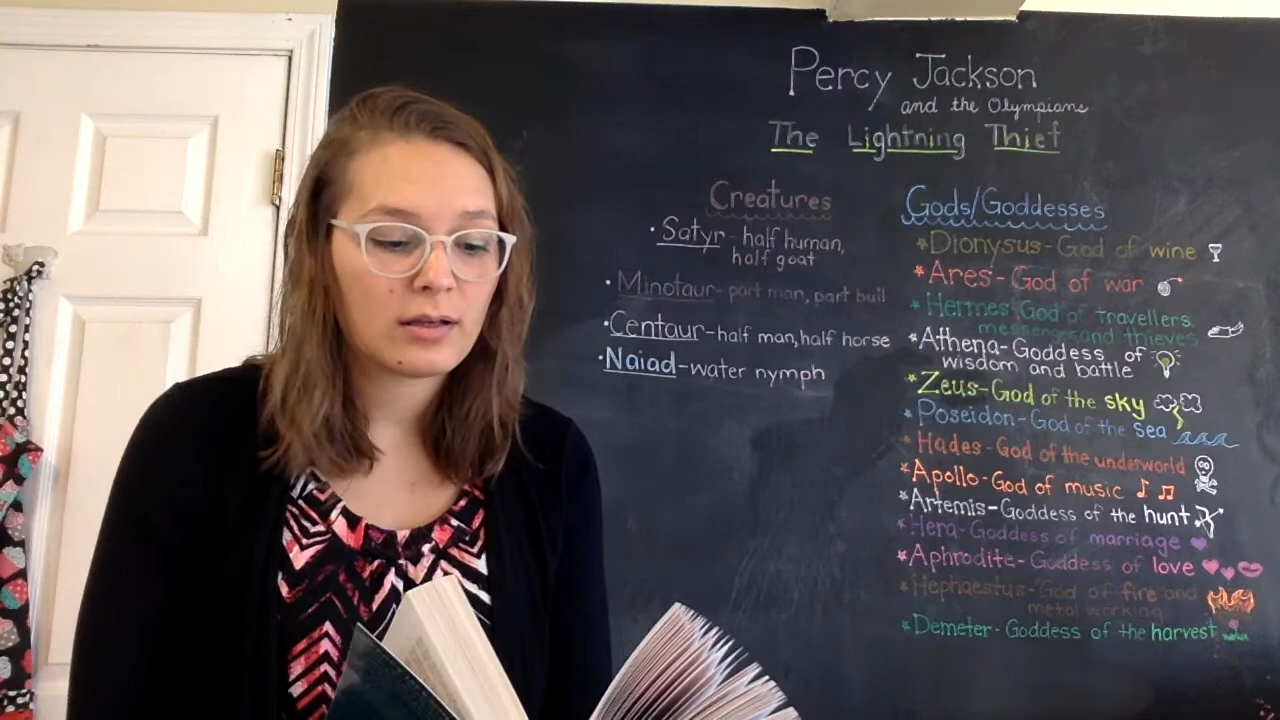 Percy Jackson
and the Olympians
The Lightning Thief
Creatures
• Satyr - half human,
half goat
• Minotaur - part man, part bull
• Centaur - half man, half horse
• Naiad - water nymph
Gods/Goddesses
* Dionysus - God of wine
* Ares - God of war
* Hermes - God of travellers,
messengers and thieves
* Athena - Goddess of
wisdom and battle
* Zeus - God of the sky
* Poseidon - God of the sea
* Hades - God of the underworld
* Apollo - God of music
* Artemis - Goddess of the hunt
* Hera - Goddess of marriage
* Aphrodite - Goddess of love
* Hephaestus - God of fire and
metal working
* Demeter - Goddess of the harvest